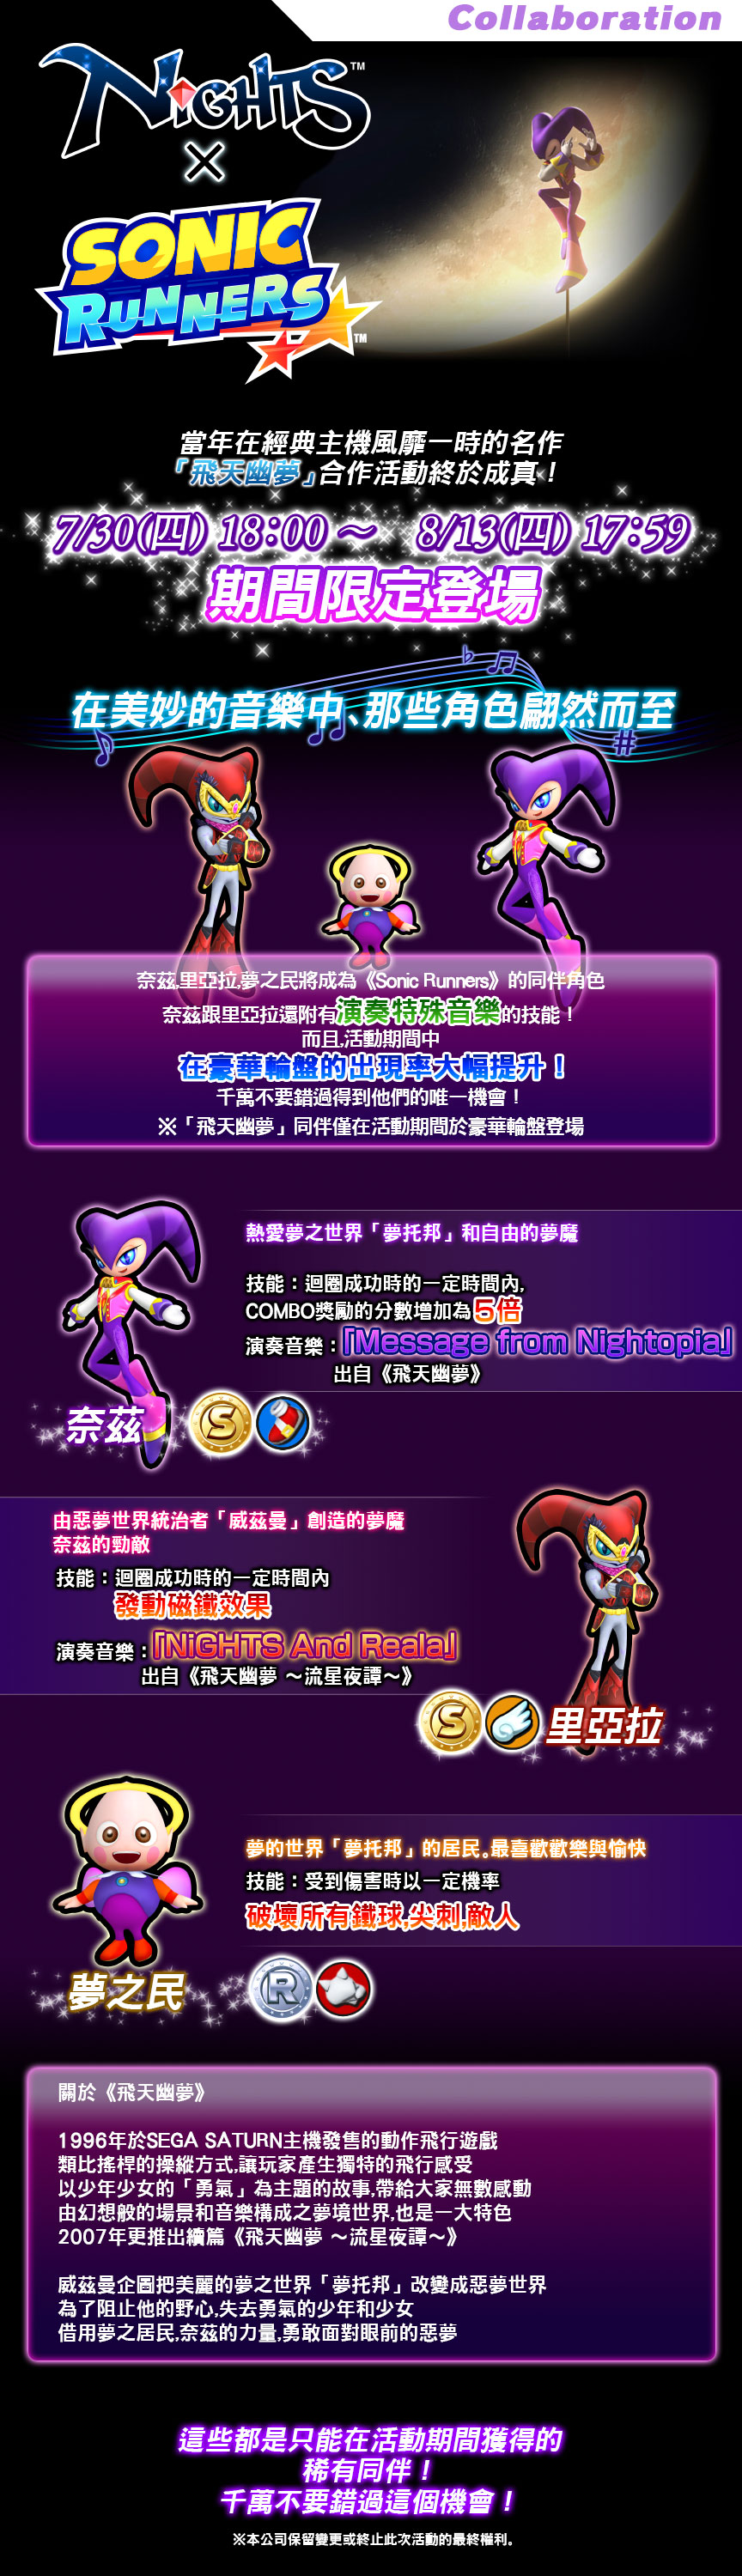 Collaboration
NiGHTS™
×
SONIC
RUNNERS™
當年在經典主機風靡一時的名作
「飛天幽夢」合作活動終於成真！
7/30(四) 18:00 ～ 8/13(四) 17:59
期間限定登場
在美妙的音樂中、那些角色翩然而至
奈茲,里亞拉,夢之民將成為《Sonic Runners》的同伴角色
奈茲跟里亞拉還附有演奏特殊音樂的技能！
而且,活動期間中
在豪華輪盤的出現率大幅提升！
千萬不要錯過得到他們的唯一機會！
※「飛天幽夢」同伴僅在活動期間於豪華輪盤登場
熱愛夢之世界「夢托邦」和自由的夢魘
技能：迴圈成功時的一定時間內,
COMBO獎勵的分數增加為5倍
演奏音樂：『Message from Nightopia』
出自《飛天幽夢》
奈茲
S
由惡夢世界統治者「威茲曼」創造的夢魔
奈茲的勁敵
技能：迴圈成功時的一定時間內
發動磁鐵效果
演奏音樂：『NiGHTS And Reala』
出自《飛天幽夢 ～流星夜譚～》
S
里亞拉
夢的世界「夢托邦」的居民。最喜歡歡樂與愉快
技能：受到傷害時以一定機率
破壞所有鐵球,尖刺,敵人
夢之民
R
關於《飛天幽夢》
1996年於SEGA SATURN主機發售的動作飛行遊戲
類比搖桿的操縱方式,讓玩家產生獨特的飛行感受
以少年少女的「勇氣」為主題的故事,帶給大家無數感動
由幻想般的場景和音樂構成之夢境世界,也是一大特色
2007年更推出續篇《飛天幽夢 ～流星夜譚～》
威茲曼企圖把美麗的夢之世界「夢托邦」改變成惡夢世界
為了阻止他的野心,失去勇氣的少年和少女
借用夢之居民,奈茲的力量,勇敢面對眼前的惡夢
這些都是只能在活動期間獲得的
稀有同伴！
千萬不要錯過這個機會！
※本公司保留變更或終止此次活動的最終權利。